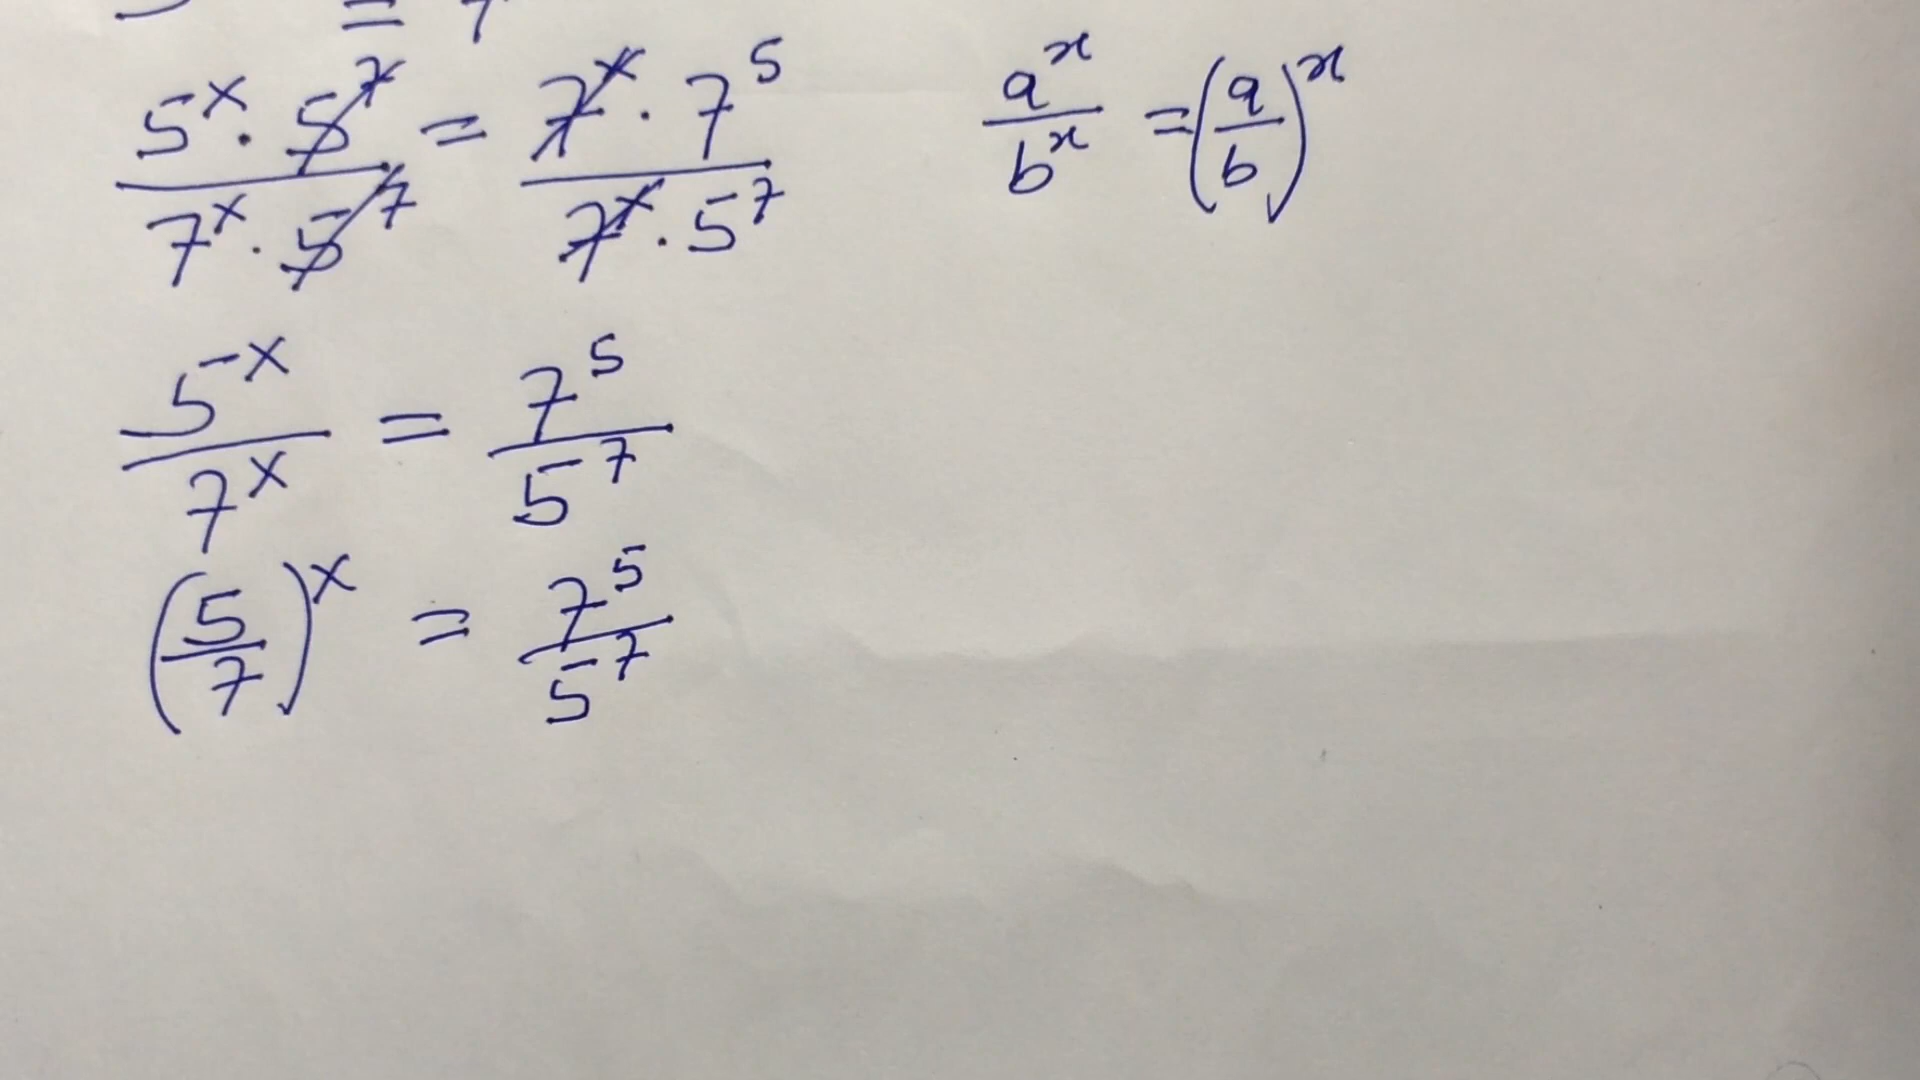 5^x · 5^7 / 7^x · 5^7 = 7^x · 7^5 / 7^x · 5^7
a^x / b^x = (a/b)^x
5^x / 7^x = 7^5 / 5^7
(5/7)^x = 7^5 / 5^7